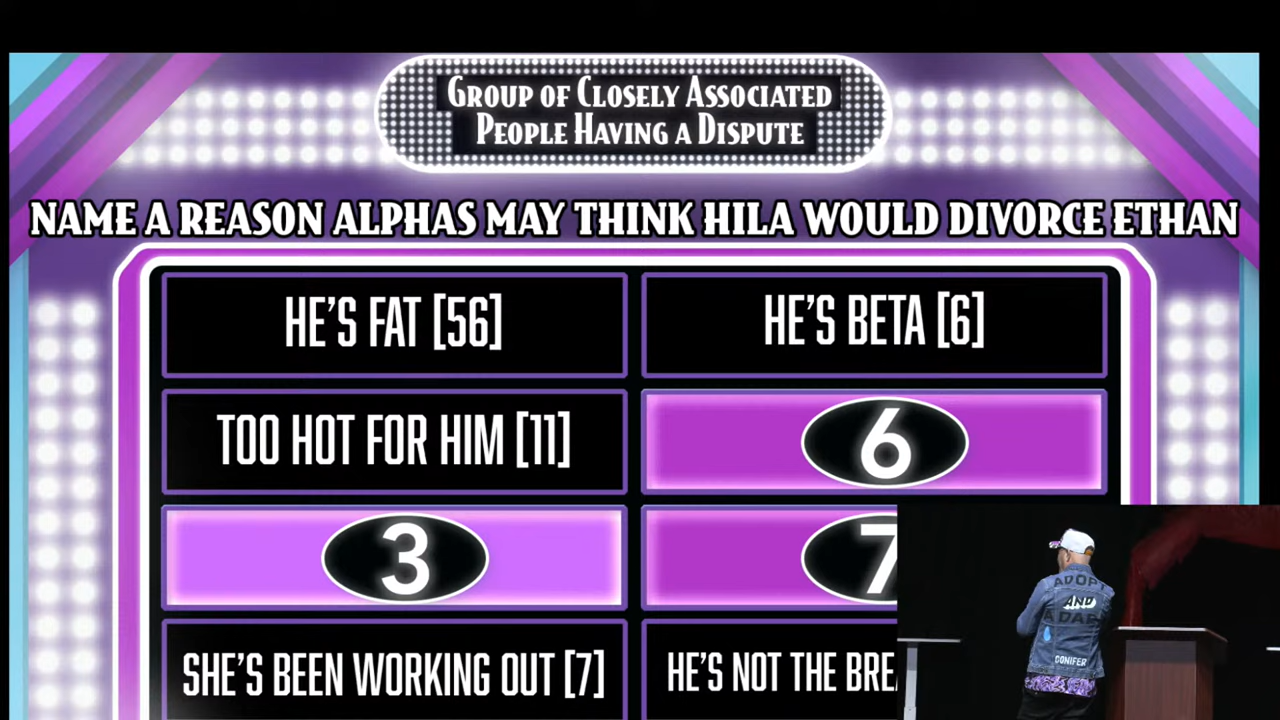 GROUP OF CLOSELY ASSOCIATED
PEOPLE HAVING A DISPUTE
NAME A REASON ALPHAS MAY THINK HILA WOULD DIVORCE ETHAN
HE'S FAT [56]
HE'S BETA [6]
TOO HOT FOR HIM [11]
6
3
7
SHE'S BEEN WORKING OUT [7]
HE'S NOT THE
ADOPT
AND
CONIFER